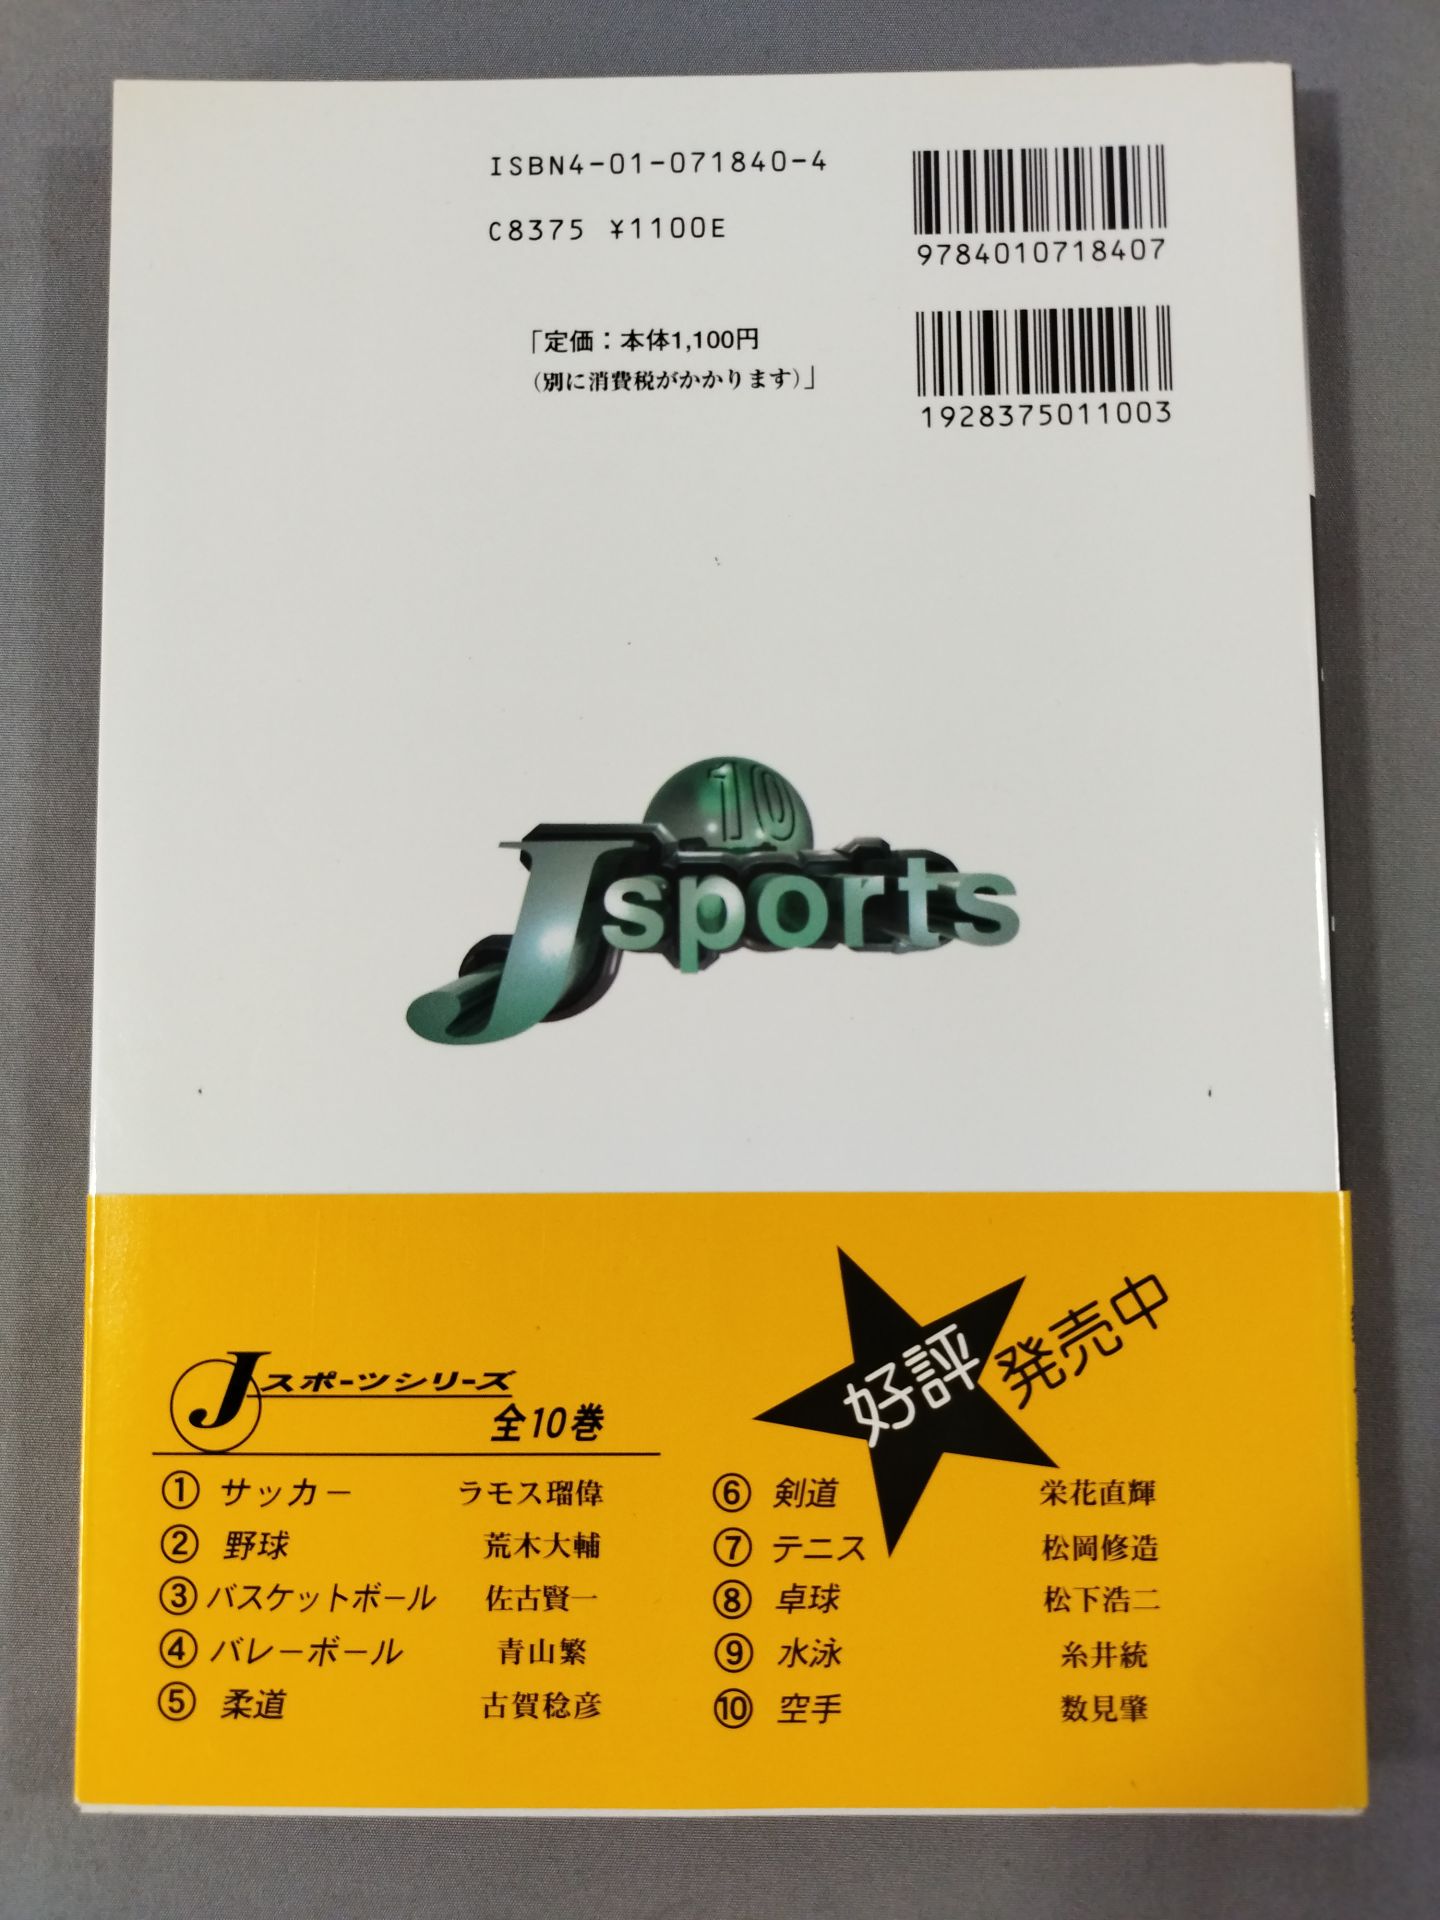 ISBN4-01-071840-4
C8375 ¥1100E
9784010718407
「定価：本体1,100円
（別に消費税がかかります）」
1928375011003
10
J sports
Jスポーツシリーズ
全10巻
好評発売中
① サッカー ラモス瑠偉
② 野球 荒木大輔
③ バスケットボール 佐古賢一
④ バレーボール 青山繁
⑤ 柔道 古賀稔彦
⑥ 剣道 栄花直輝
⑦ テニス 松岡修造
⑧ 卓球 松下浩二
⑨ 水泳 糸井統
⑩ 空手 数見肇